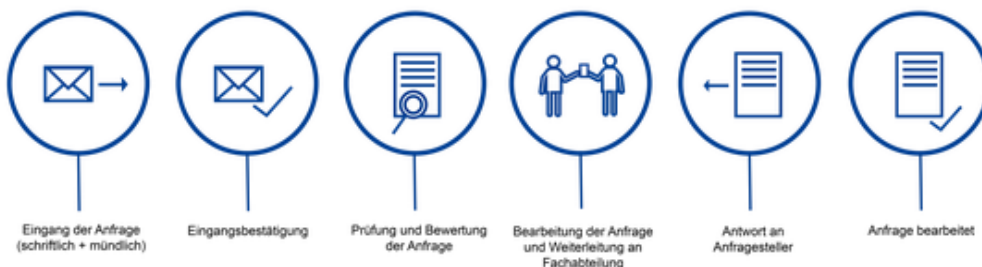 Eingang der Anfrage
(schriftlich + mündlich)
Eingangsbestätigung
Prüfung und Bewertung
der Anfrage
Bearbeitung der Anfrage
und Weiterleitung an
Fachabteilung
Antwort an
Anfragesteller
Anfrage bearbeitet